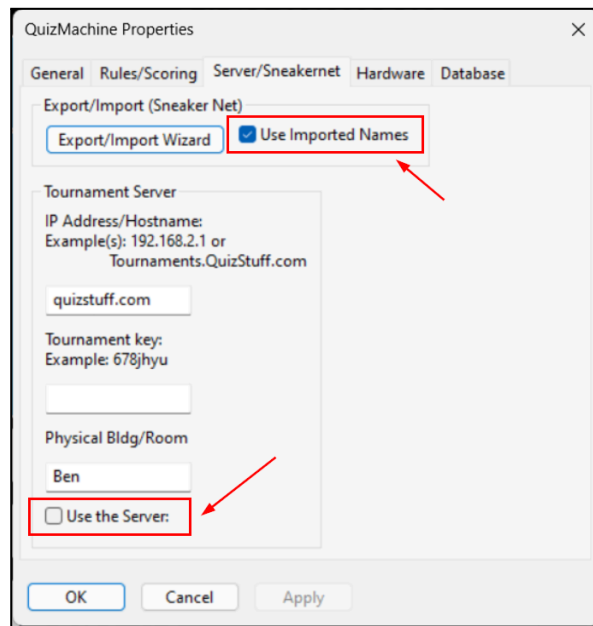 QuizMachine Properties
General Rules/Scoring Server/Sneakernet Hardware Database
Export/Import (Sneaker Net)
Export/Import Wizard Use Imported Names
Tournament Server
IP Address/Hostname:
Example(s): 192.168.2.1 or
Tournaments.QuizStuff.com
quizstuff.com
Tournament key:
Example: 678jhyu
Physical Bldg/Room
Ben
Use the Server:
OK Cancel Apply